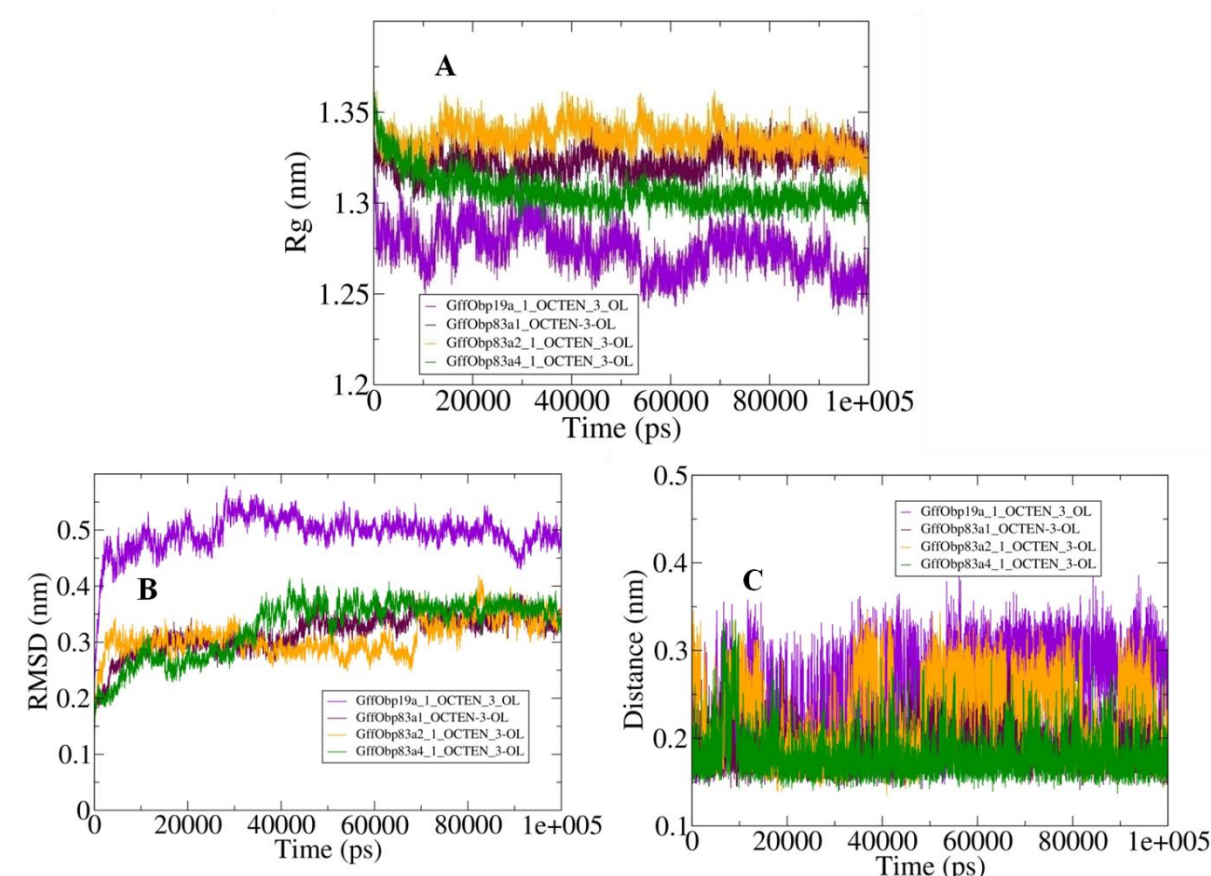 A
Rg (nm)
1.35
1.3
1.25
1.2
GffObp19a_1_OCTEN_3_OL
GffObp83a1_OCTEN-3-OL
GffObp83a2_1_OCTEN_3-OL
GffObp83a4_1_OCTEN_3-OL
0 20000 40000 60000 80000 1e+005
Time (ps)
B
RMSD (nm)
0.5
0.4
0.3
0.2
0.1
0
GffObp19a_1_OCTEN_3_OL
GffObp83a1_OCTEN-3-OL
GffObp83a2_1_OCTEN_3-OL
GffObp83a4_1_OCTEN_3-OL
0 20000 40000 60000 80000 1e+005
Time (ps)
C
Distance (nm)
0.5
0.4
0.3
0.2
0.1
GffObp19a_1_OCTEN_3_OL
GffObp83a1_OCTEN-3-OL
GffObp83a2_1_OCTEN_3-OL
GffObp83a4_1_OCTEN_3-OL
0 20000 40000 60000 80000 1e+005
Time (ps)